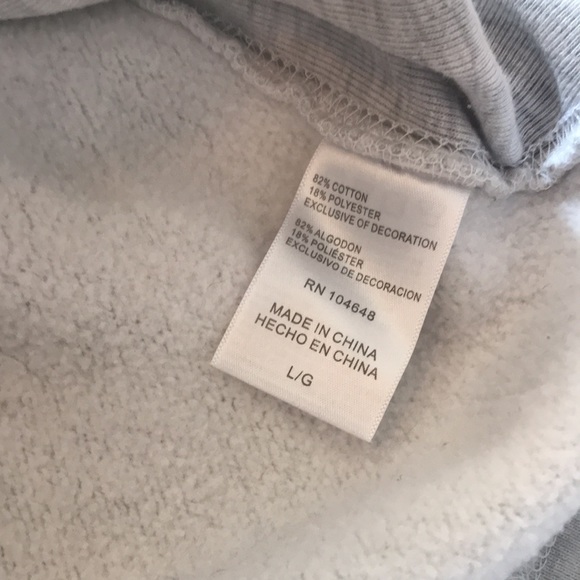 82% COTTON
18% POLYESTER
EXCLUSIVE OF DECORATION
82% ALGODON
18% POLIÉSTER
EXCLUSIVO DE DECORACION
RN 104648
MADE IN CHINA
HECHO EN CHINA
L/G